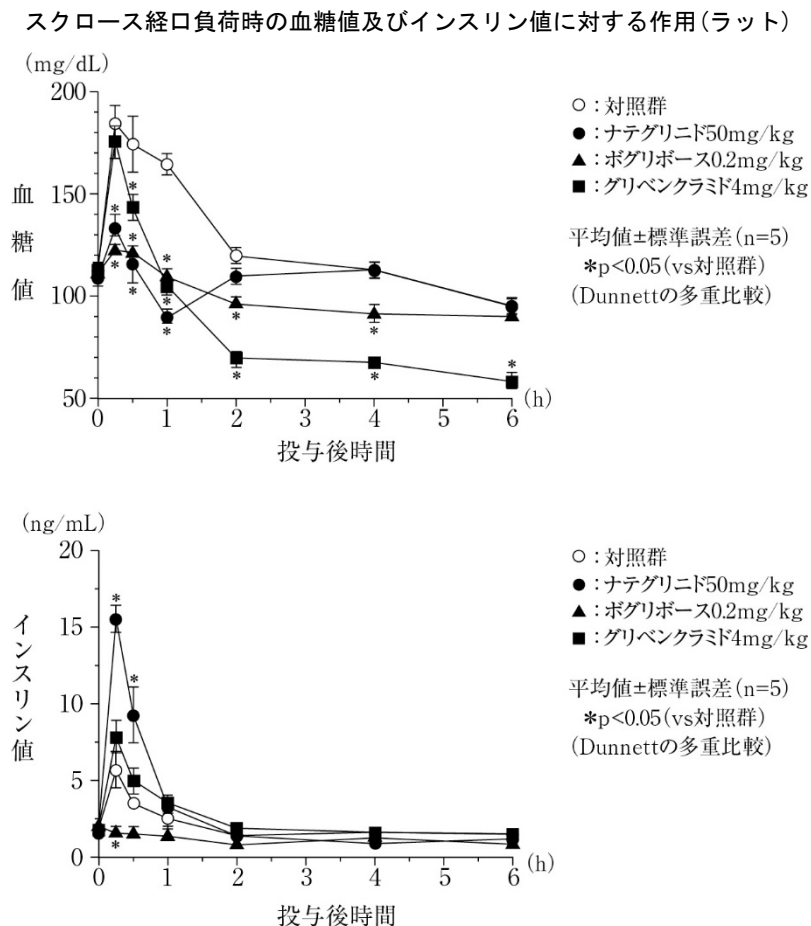 スクロース経口負荷時の血糖値及びインスリン値に対する作用(ラット)
(mg/dL)
200
150
100
50
血糖値
0 1 2 3 4 5 6 (h)
投与後時間
○：対照群
●：ナテグリニド50mg/kg
▲：ボグリボース0.2mg/kg
■：グリベンクラミド4mg/kg
平均値±標準誤差(n=5)
*p<0.05(vs対照群)
(Dunnettの多重比較)
(ng/mL)
20
15
10
5
0
インスリン値
0 1 2 3 4 5 6 (h)
投与後時間
○：対照群
●：ナテグリニド50mg/kg
▲：ボグリボース0.2mg/kg
■：グリベンクラミド4mg/kg
平均値±標準誤差(n=5)
*p<0.05(vs対照群)
(Dunnettの多重比較)